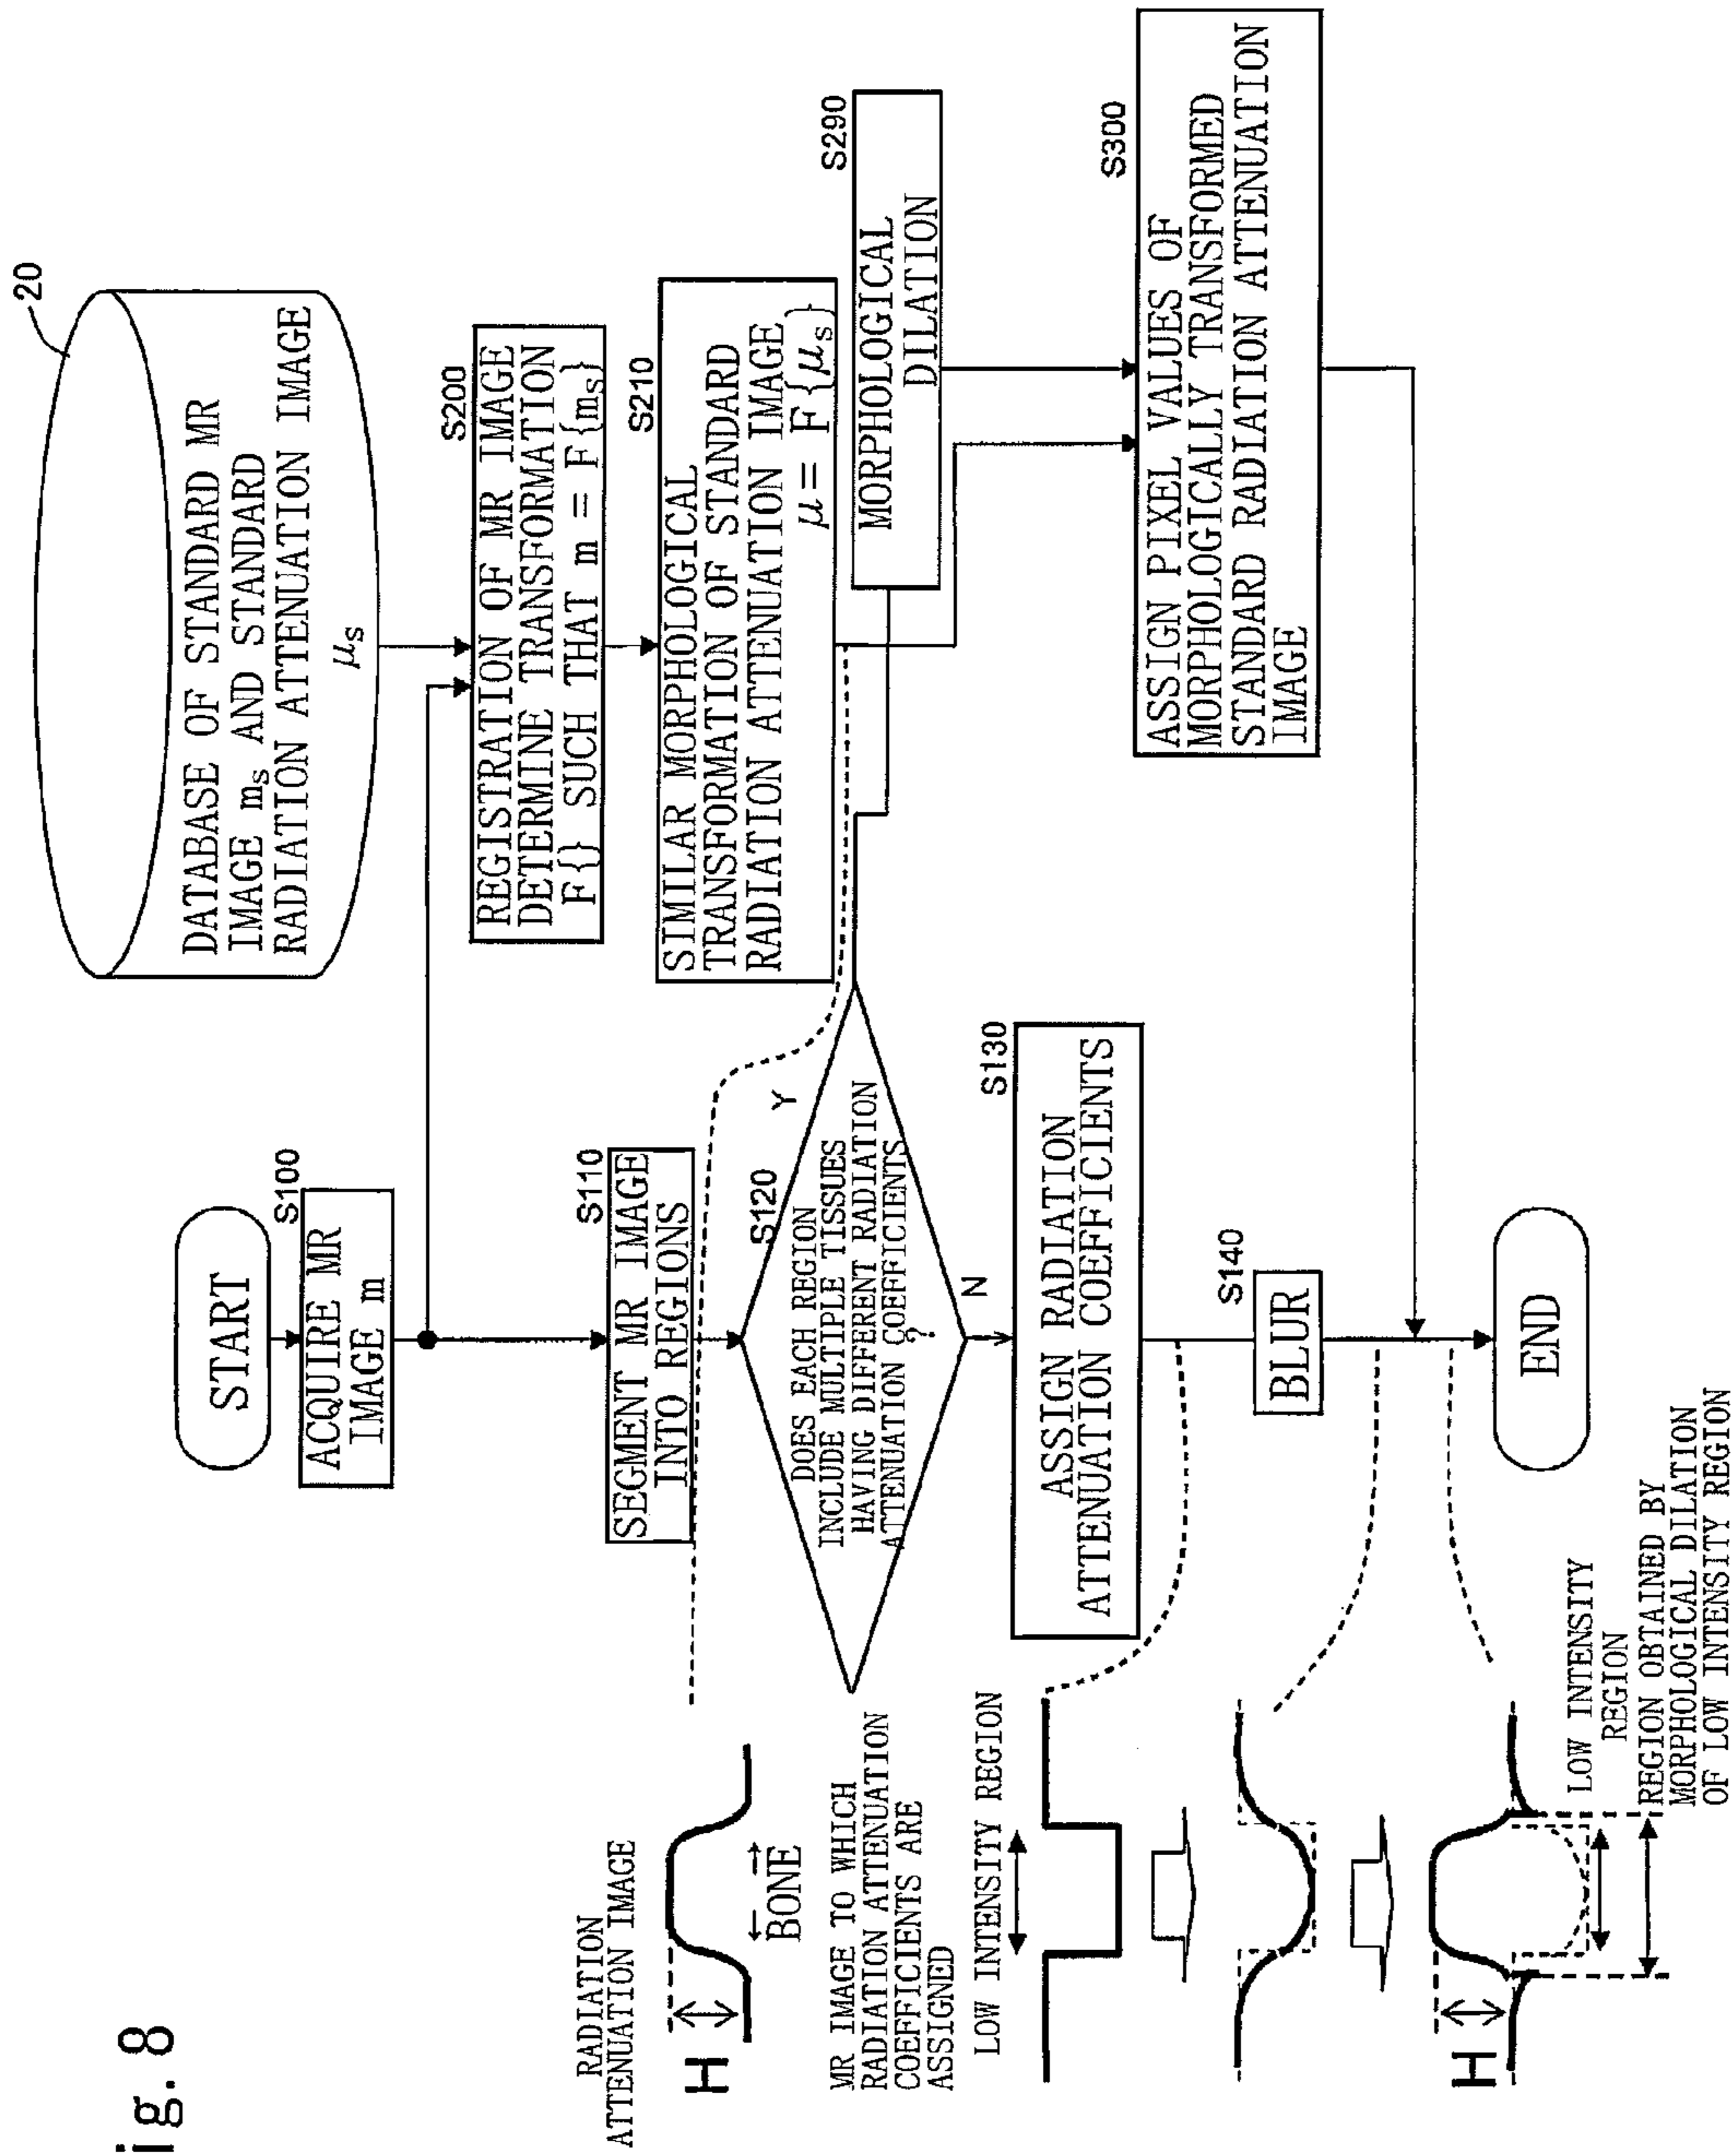 ig. 8
START
S100
ACQUIRE MR
IMAGE m
20
DATABASE OF STANDARD MR
IMAGE mₛ AND STANDARD
RADIATION ATTENUATION IMAGE
μₛ
S200
REGISTRATION OF MR IMAGE
DETERMINE TRANSFORMATION
F{} SUCH THAT m = F{mₛ}
S210
SIMILAR MORPHOLOGICAL
TRANSFORMATION OF STANDARD
RADIATION ATTENUATION IMAGE
μ = F{μₛ}
S110
SEGMENT MR IMAGE
INTO REGIONS
S120
DOES EACH REGION
INCLUDE MULTIPLE TISSUES
HAVING DIFFERENT RADIATION
ATTENUATION COEFFICIENTS
?
Y
N
S290
MORPHOLOGICAL
DILATION
S300
ASSIGN PIXEL VALUES OF
MORPHOLOGICALLY TRANSFORMED
STANDARD RADIATION ATTENUATION
IMAGE
S130
ASSIGN RADIATION
ATTENUATION COEFFICIENTS
S140
BLUR
END
RADIATION
ATTENUATION IMAGE
H
BONE
MR IMAGE TO WHICH
RADIATION ATTENUATION
COEFFICIENTS ARE
ASSIGNED
LOW INTENSITY REGION
H
LOW INTENSITY
REGION
REGION OBTAINED BY
MORPHOLOGICAL DILATION
OF LOW INTENSITY REGION